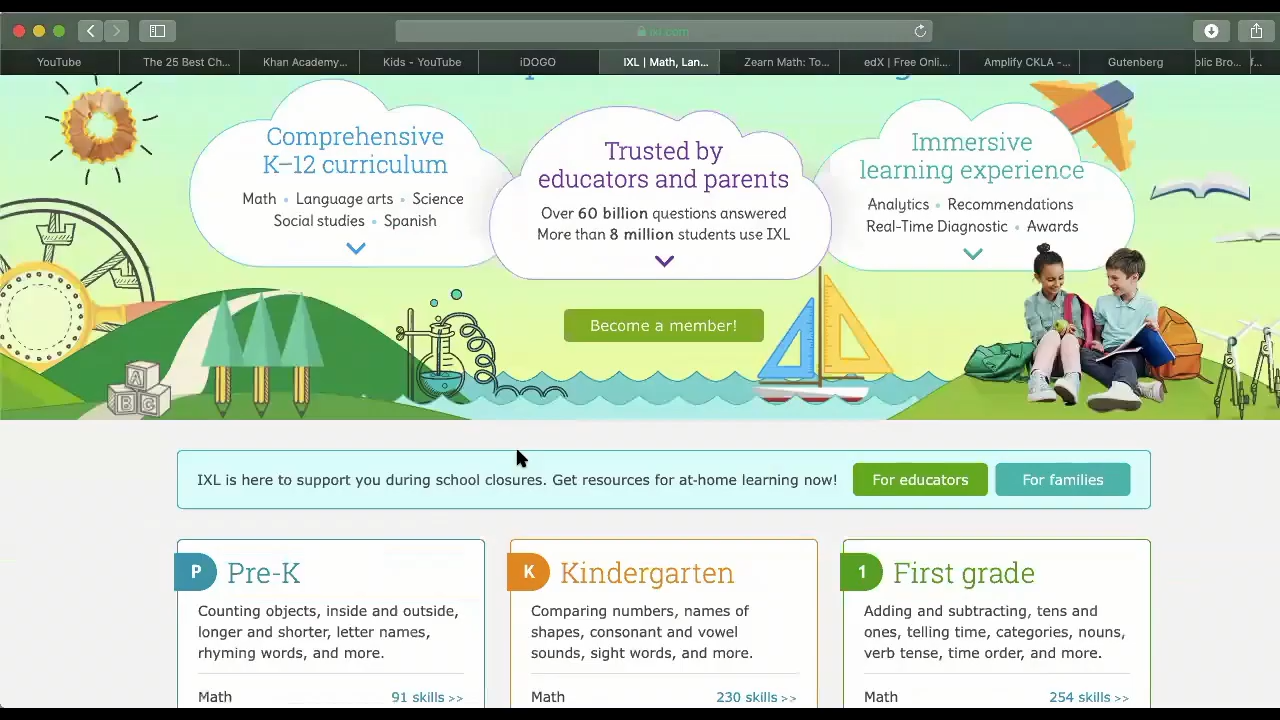 ixl.com
YouTube
The 25 Best Ch...
Khan Academy...
Kids - YouTube
iDOGO
IXL | Math, Lan...
Zearn Math: To...
edX | Free Onli...
Amplify CKLA -...
Gutenberg
olic Bro...
f...
Comprehensive
K–12 curriculum
Math • Language arts • Science
Social studies • Spanish
Trusted by
educators and parents
Over 60 billion questions answered
More than 8 million students use IXL
Immersive
learning experience
Analytics • Recommendations
Real-Time Diagnostic • Awards
Become a member!
A
B C
IXL is here to support you during school closures. Get resources for at-home learning now!
For educators
For families
P Pre-K
Counting objects, inside and outside,
longer and shorter, letter names,
rhyming words, and more.
Math 91 skills >>
K Kindergarten
Comparing numbers, names of
shapes, consonant and vowel
sounds, sight words, and more.
Math 230 skills >>
1 First grade
Adding and subtracting, tens and
ones, telling time, categories, nouns,
verb tense, time order, and more.
Math 254 skills >>